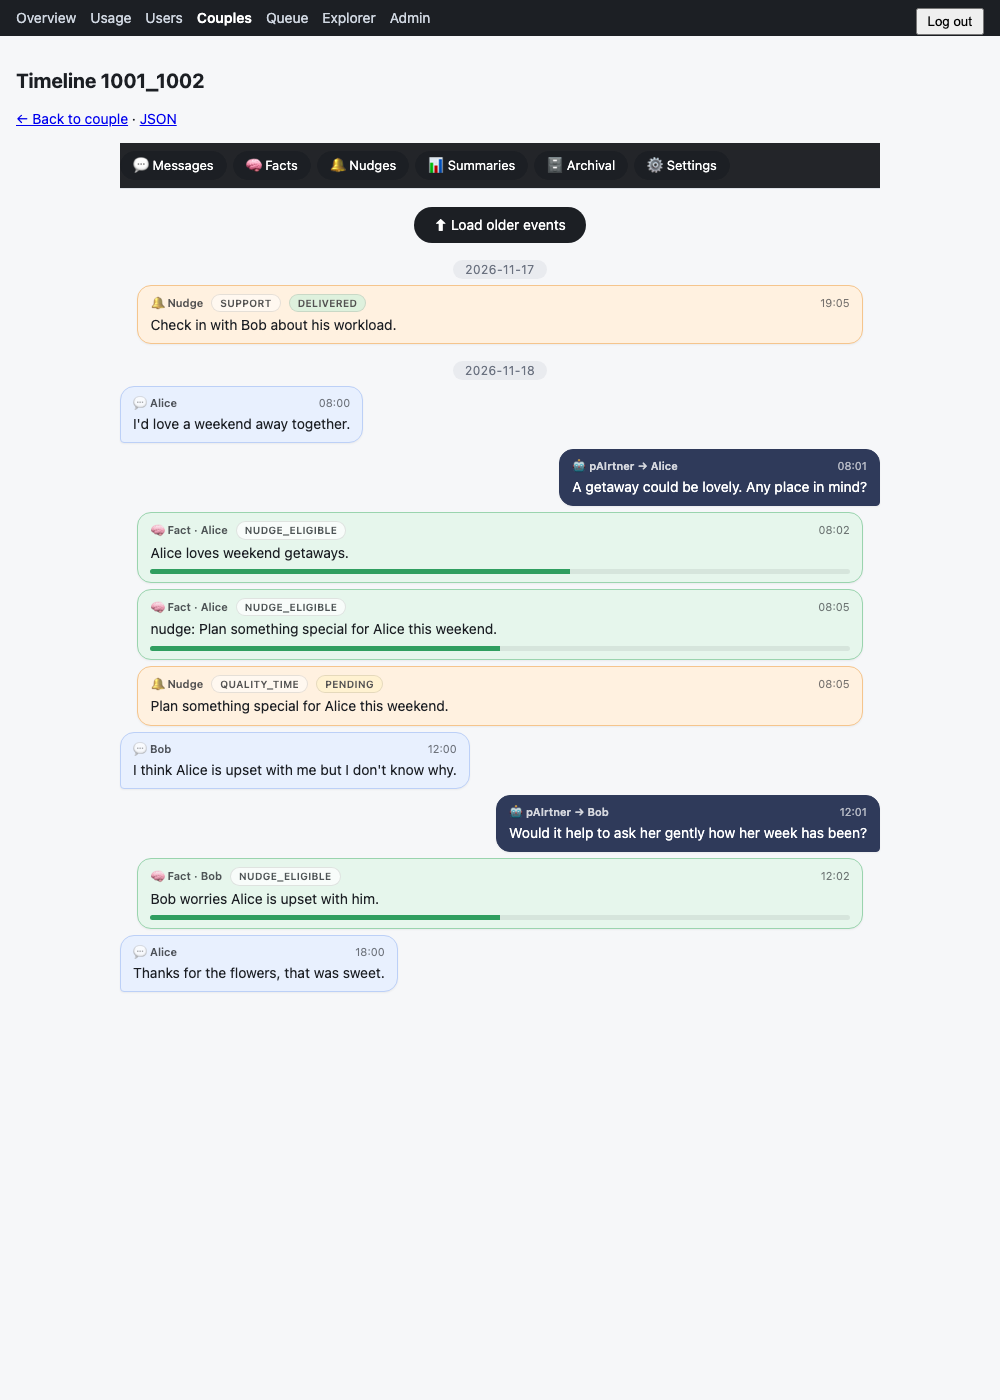 Overview Usage Users Couples Queue Explorer Admin Log out
Timeline 1001_1002
← Back to couple · JSON
💬 Messages 🧠 Facts 🔔 Nudges 📊 Summaries 🗄️ Archival ⚙️ Settings
⬆ Load older events
2026-11-17
🔔 Nudge SUPPORT DELIVERED 19:05
Check in with Bob about his workload.
2026-11-18
💬 Alice 08:00
I'd love a weekend away together.
🤖 pAIrtner → Alice 08:01
A getaway could be lovely. Any place in mind?
🧠 Fact · Alice NUDGE_ELIGIBLE 08:02
Alice loves weekend getaways.
🧠 Fact · Alice NUDGE_ELIGIBLE 08:05
nudge: Plan something special for Alice this weekend.
🔔 Nudge QUALITY_TIME PENDING 08:05
Plan something special for Alice this weekend.
💬 Bob 12:00
I think Alice is upset with me but I don't know why.
🤖 pAIrtner → Bob 12:01
Would it help to ask her gently how her week has been?
🧠 Fact · Bob NUDGE_ELIGIBLE 12:02
Bob worries Alice is upset with him.
💬 Alice 18:00
Thanks for the flowers, that was sweet.